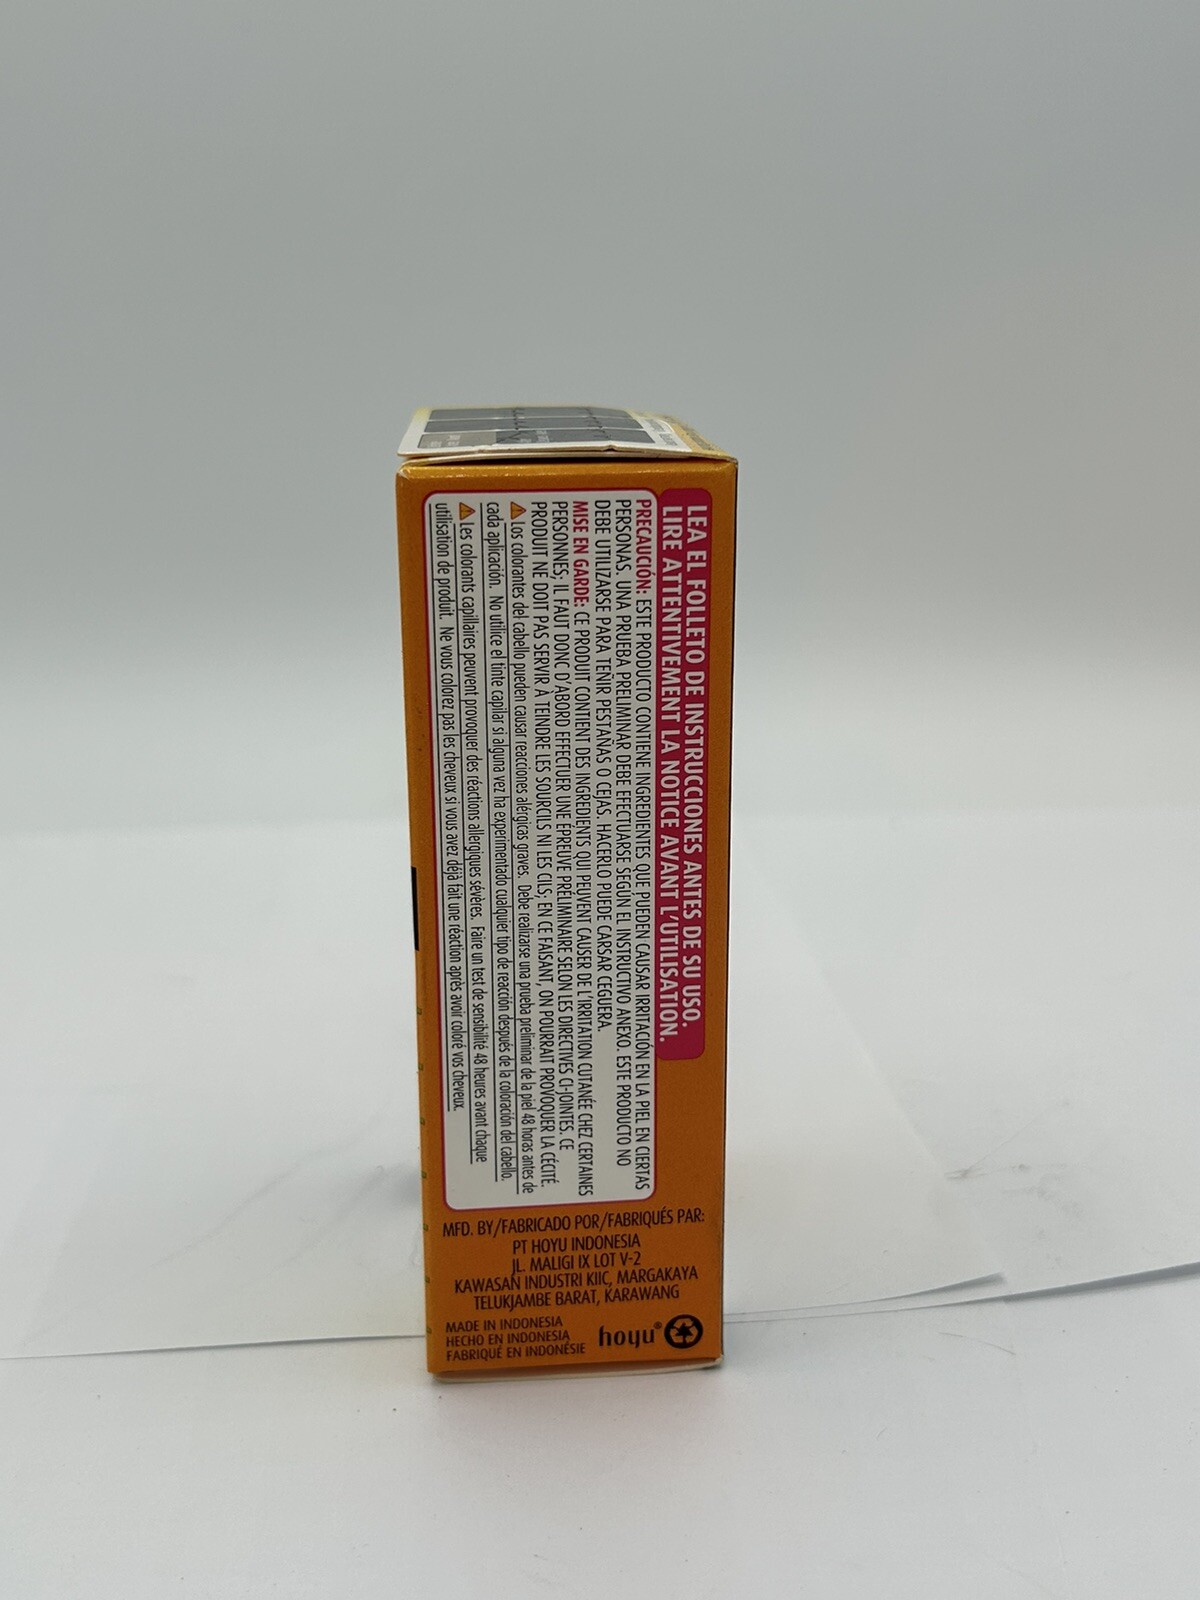 LEA EL FOLLETO DE INSTRUCCIONES ANTES DE SU USO.
LIRE ATTENTIVEMENT LA NOTICE AVANT L'UTILISATION.
PRECAUCIÓN: ESTE PRODUCTO CONTIENE INGREDIENTES QUE PUEDEN CAUSAR IRRITACIÓN EN LA PIEL EN CIERTAS
PERSONAS. UNA PRUEBA PRELIMINAR DEBE EFECTUARSE SEGÚN EL INSTRUCTIVO ANEXO. ESTE PRODUCTO NO
DEBE UTILIZARSE PARA TEÑIR PESTAÑAS O CEJAS. HACERLO PUEDE CARSAR CEGUERA.
MISE EN GARDE: CE PRODUIT CONTIENT DES INGREDIENTS QUI PEUVENT CAUSER DE L'IRRITATION CUTANÉE CHEZ CERTAINES
PERSONNES; IL FAUT DONC D'ABORD EFFECTUER UNE EPREUVE PRÉLIMINAIRE SELON LES DIRECTIVES CI-JOINTES. CE
PRODUIT NE DOIT PAS SERVIR À TEINDRE LES SOURCILS NI LES CILS; EN CE FAISANT, ON POURRAIT PROVOQUER LA CÉCITÉ.
Los colorantes del cabello pueden causar reacciones alérgicas graves. Debe realizarse una prueba preliminar de la piel 48 horas antes de
cada aplicación. No utilice el tinte capilar si alguna vez ha experimentado cualquier tipo de reacción después de la coloración del cabello.
Les colorants capillaires peuvent provoquer des réactions allergiques sévères. Faire un test de sensibilité 48 heures avant chaque
utilisation de produit. Ne vous colorez pas les cheveux si vous avez déjà fait une réaction après avoir coloré vos cheveux.
MFD. BY/FABRICADO POR/FABRIQUÉS PAR:
PT HOYU INDONESIA
JL. MALIGI IX LOT V-2
KAWASAN INDUSTRI KIIC, MARGAKAYA
TELUKJAMBE BARAT, KARAWANG
MADE IN INDONESIA
HECHO EN INDONESIA
FABRIQUÉ EN INDONÉSIE
hoyu®